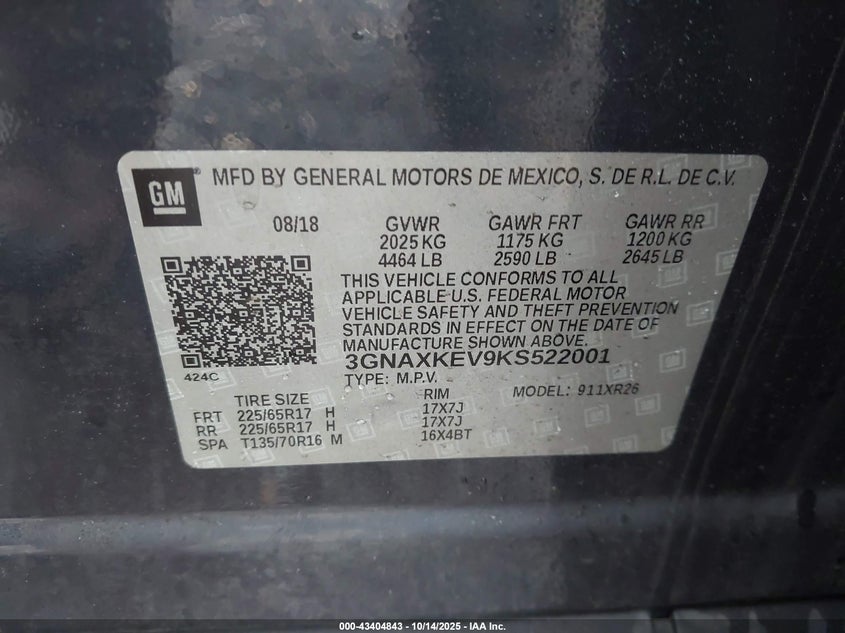 GM
MFD BY GENERAL MOTORS DE MEXICO, S. DE R.L. DE C.V.
08/18 GVWR GAWR FRT GAWR RR
2025 KG 1175 KG 1200 KG
4464 LB 2590 LB 2645 LB
THIS VEHICLE CONFORMS TO ALL
APPLICABLE U.S. FEDERAL MOTOR
VEHICLE SAFETY AND THEFT PREVENTION
STANDARDS IN EFFECT ON THE DATE OF
MANUFACTURE SHOWN ABOVE.
3GNAXKEV9KS522001
424C
TYPE: M.P.V. MODEL: 911XR26
TIRE SIZE RIM
FRT 225/65R17 H 17X7J
RR 225/65R17 H 17X7J
SPA T135/70R16 M 16X4BT
000-43404843 | 10/14/2025 - IAA Inc.